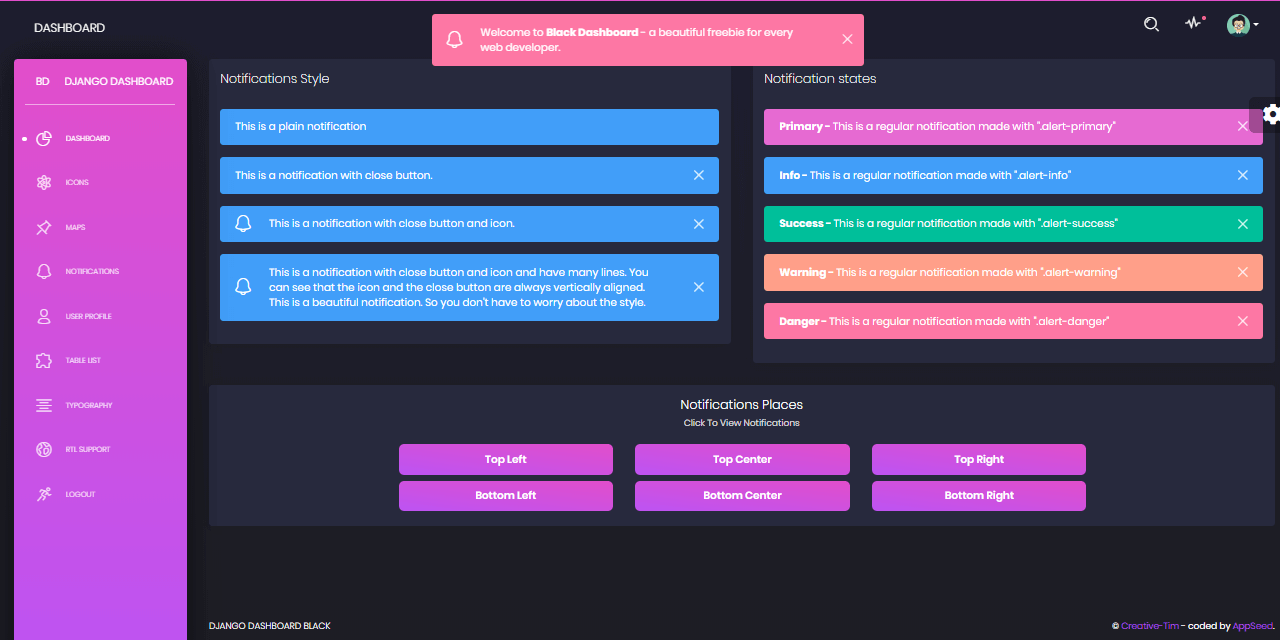 DASHBOARD
Welcome to Black Dashboard - a beautiful freebie for every
web developer.
BD DJANGO DASHBOARD
DASHBOARD
ICONS
MAPS
NOTIFICATIONS
USER PROFILE
TABLE LIST
TYPOGRAPHY
RTL SUPPORT
LOGOUT
Notifications Style
This is a plain notification
This is a notification with close button.
This is a notification with close button and icon.
This is a notification with close button and icon and have many lines. You
can see that the icon and the close button are always vertically aligned.
This is a beautiful notification. So you don't have to worry about the style.
Notification states
Primary - This is a regular notification made with ".alert-primary"
Info - This is a regular notification made with ".alert-info"
Success - This is a regular notification made with ".alert-success"
Warning - This is a regular notification made with ".alert-warning"
Danger - This is a regular notification made with ".alert-danger"
Notifications Places
Click To View Notifications
Top Left
Top Center
Top Right
Bottom Left
Bottom Center
Bottom Right
DJANGO DASHBOARD BLACK
© Creative-Tim - coded by AppSeed.